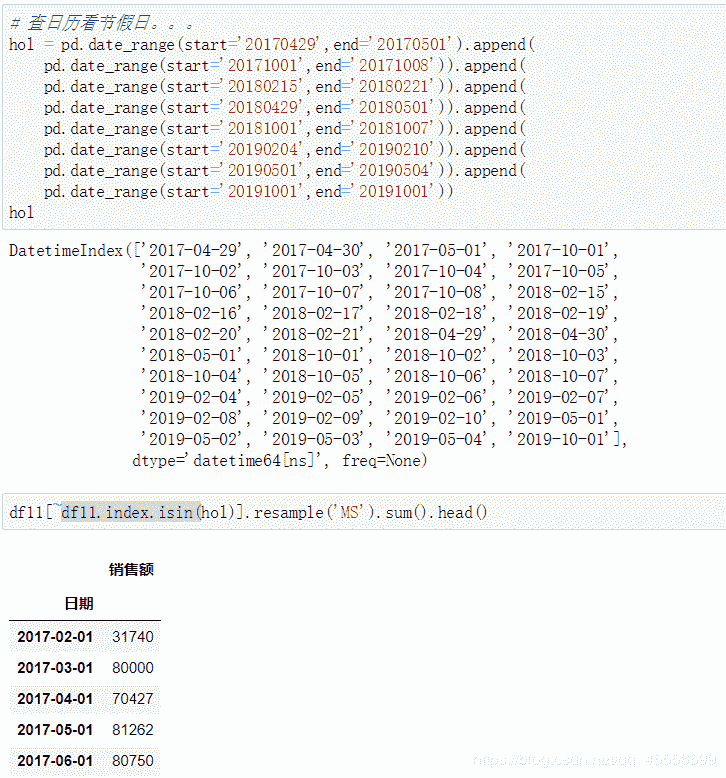 # 查日历看节假日。。。
hol = pd.date_range(start='20170429',end='20170501').append(
pd.date_range(start='20171001',end='20171008')).append(
pd.date_range(start='20180215',end='20180221')).append(
pd.date_range(start='20180429',end='20180501')).append(
pd.date_range(start='20181001',end='20181007')).append(
pd.date_range(start='20190204',end='20190210')).append(
pd.date_range(start='20190501',end='20190504')).append(
pd.date_range(start='20191001',end='20191001'))
hol
DatetimeIndex(['2017-04-29', '2017-04-30', '2017-05-01', '2017-10-01',
'2017-10-02', '2017-10-03', '2017-10-04', '2017-10-05',
'2017-10-06', '2017-10-07', '2017-10-08', '2018-02-15',
'2018-02-16', '2018-02-17', '2018-02-18', '2018-02-19',
'2018-02-20', '2018-02-21', '2018-04-29', '2018-04-30',
'2018-05-01', '2018-10-01', '2018-10-02', '2018-10-03',
'2018-10-04', '2018-10-05', '2018-10-06', '2018-10-07',
'2019-02-04', '2019-02-05', '2019-02-06', '2019-02-07',
'2019-02-08', '2019-02-09', '2019-02-10', '2019-05-01',
'2019-05-02', '2019-05-03', '2019-05-04', '2019-10-01'],
dtype='datetime64[ns]', freq=None)
df11[~df11.index.isin(hol)].resample('MS').sum().head()
销售额
日期
2017-02-01 31740
2017-03-01 80000
2017-04-01 70427
2017-05-01 81262
2017-06-01 80750